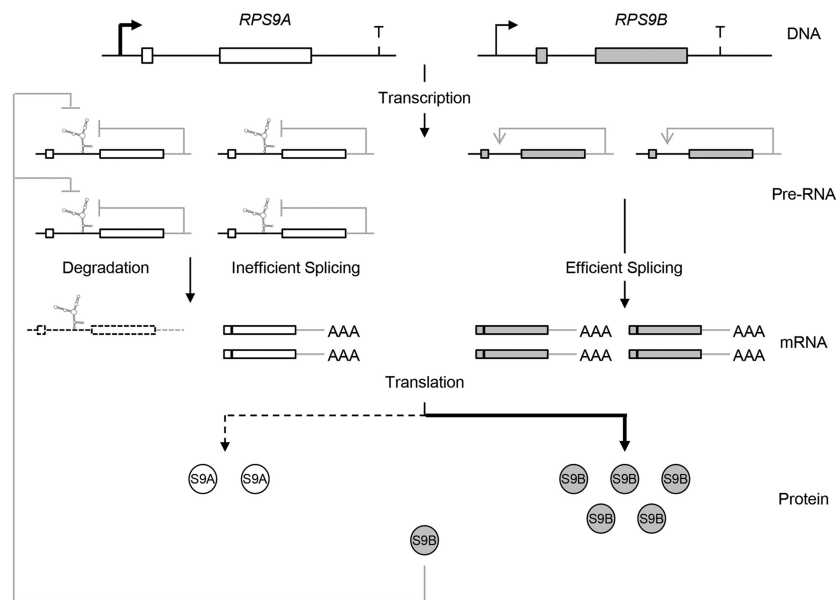 RPS9A
RPS9B
DNA
T
T
Transcription
Pre-RNA
Degradation
Inefficient Splicing
Efficient Splicing
AAA
AAA
AAA
mRNA
AAA
AAA
AAA
Translation
S9A
S9A
S9B
S9B
S9B
Protein
S9B
S9B
S9B